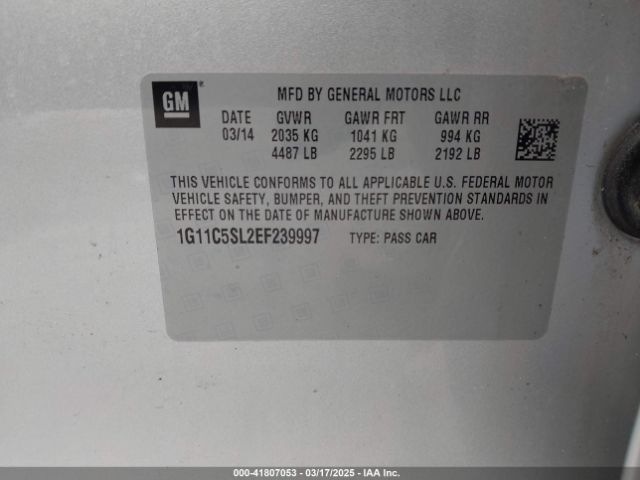 GM
MFD BY GENERAL MOTORS LLC
DATE GVWR GAWR FRT GAWR RR
03/14 2035 KG 1041 KG 994 KG
4487 LB 2295 LB 2192 LB
THIS VEHICLE CONFORMS TO ALL APPLICABLE U.S. FEDERAL MOTOR
VEHICLE SAFETY, BUMPER, AND THEFT PREVENTION STANDARDS IN
EFFECT ON THE DATE OF MANUFACTURE SHOWN ABOVE.
1G11C5SL2EF239997 TYPE: PASS CAR
000-41807053 — 03/17/2025 — IAA Inc.